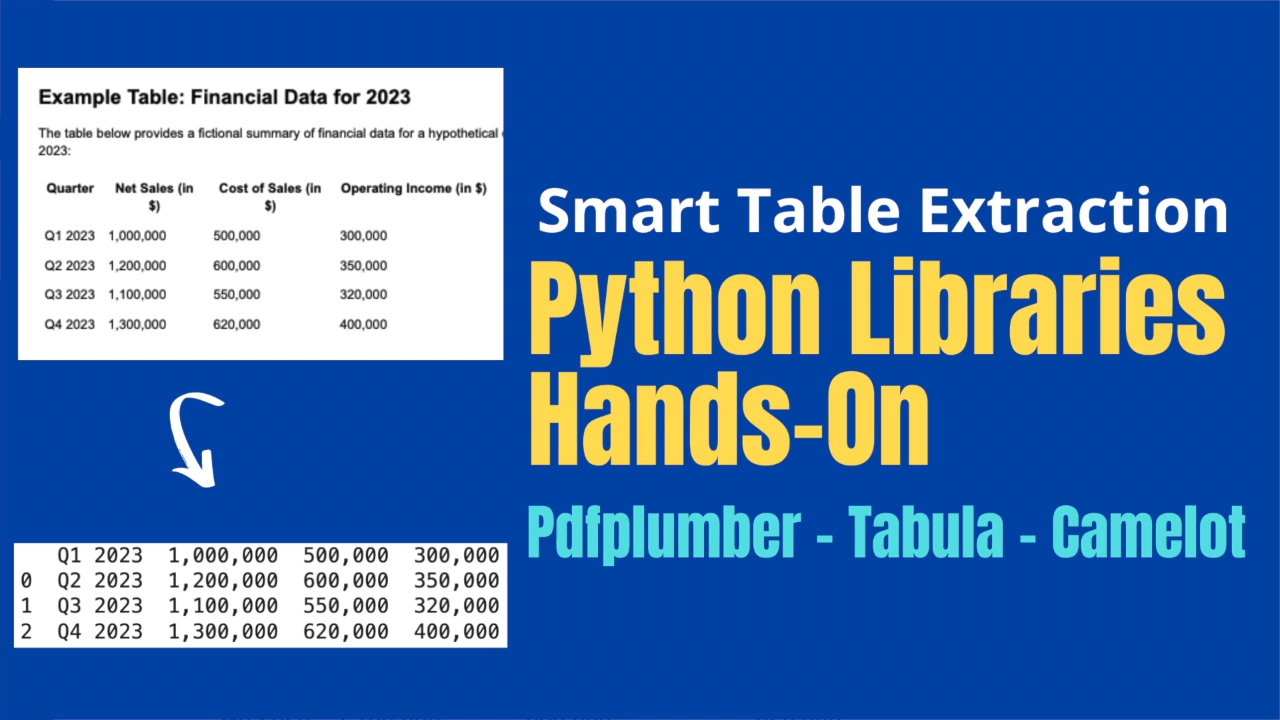 Example Table: Financial Data for 2023
The table below provides a fictional summary of financial data for a hypothetical
2023:
Quarter Net Sales (in $) Cost of Sales (in $) Operating Income (in $)
Q1 2023 1,000,000 500,000 300,000
Q2 2023 1,200,000 600,000 350,000
Q3 2023 1,100,000 550,000 320,000
Q4 2023 1,300,000 620,000 400,000
Q1 2023 1,000,000 500,000 300,000
0 Q2 2023 1,200,000 600,000 350,000
1 Q3 2023 1,100,000 550,000 320,000
2 Q4 2023 1,300,000 620,000 400,000
Smart Table Extraction
Python Libraries
Hands-On
Pdfplumber - Tabula - Camelot